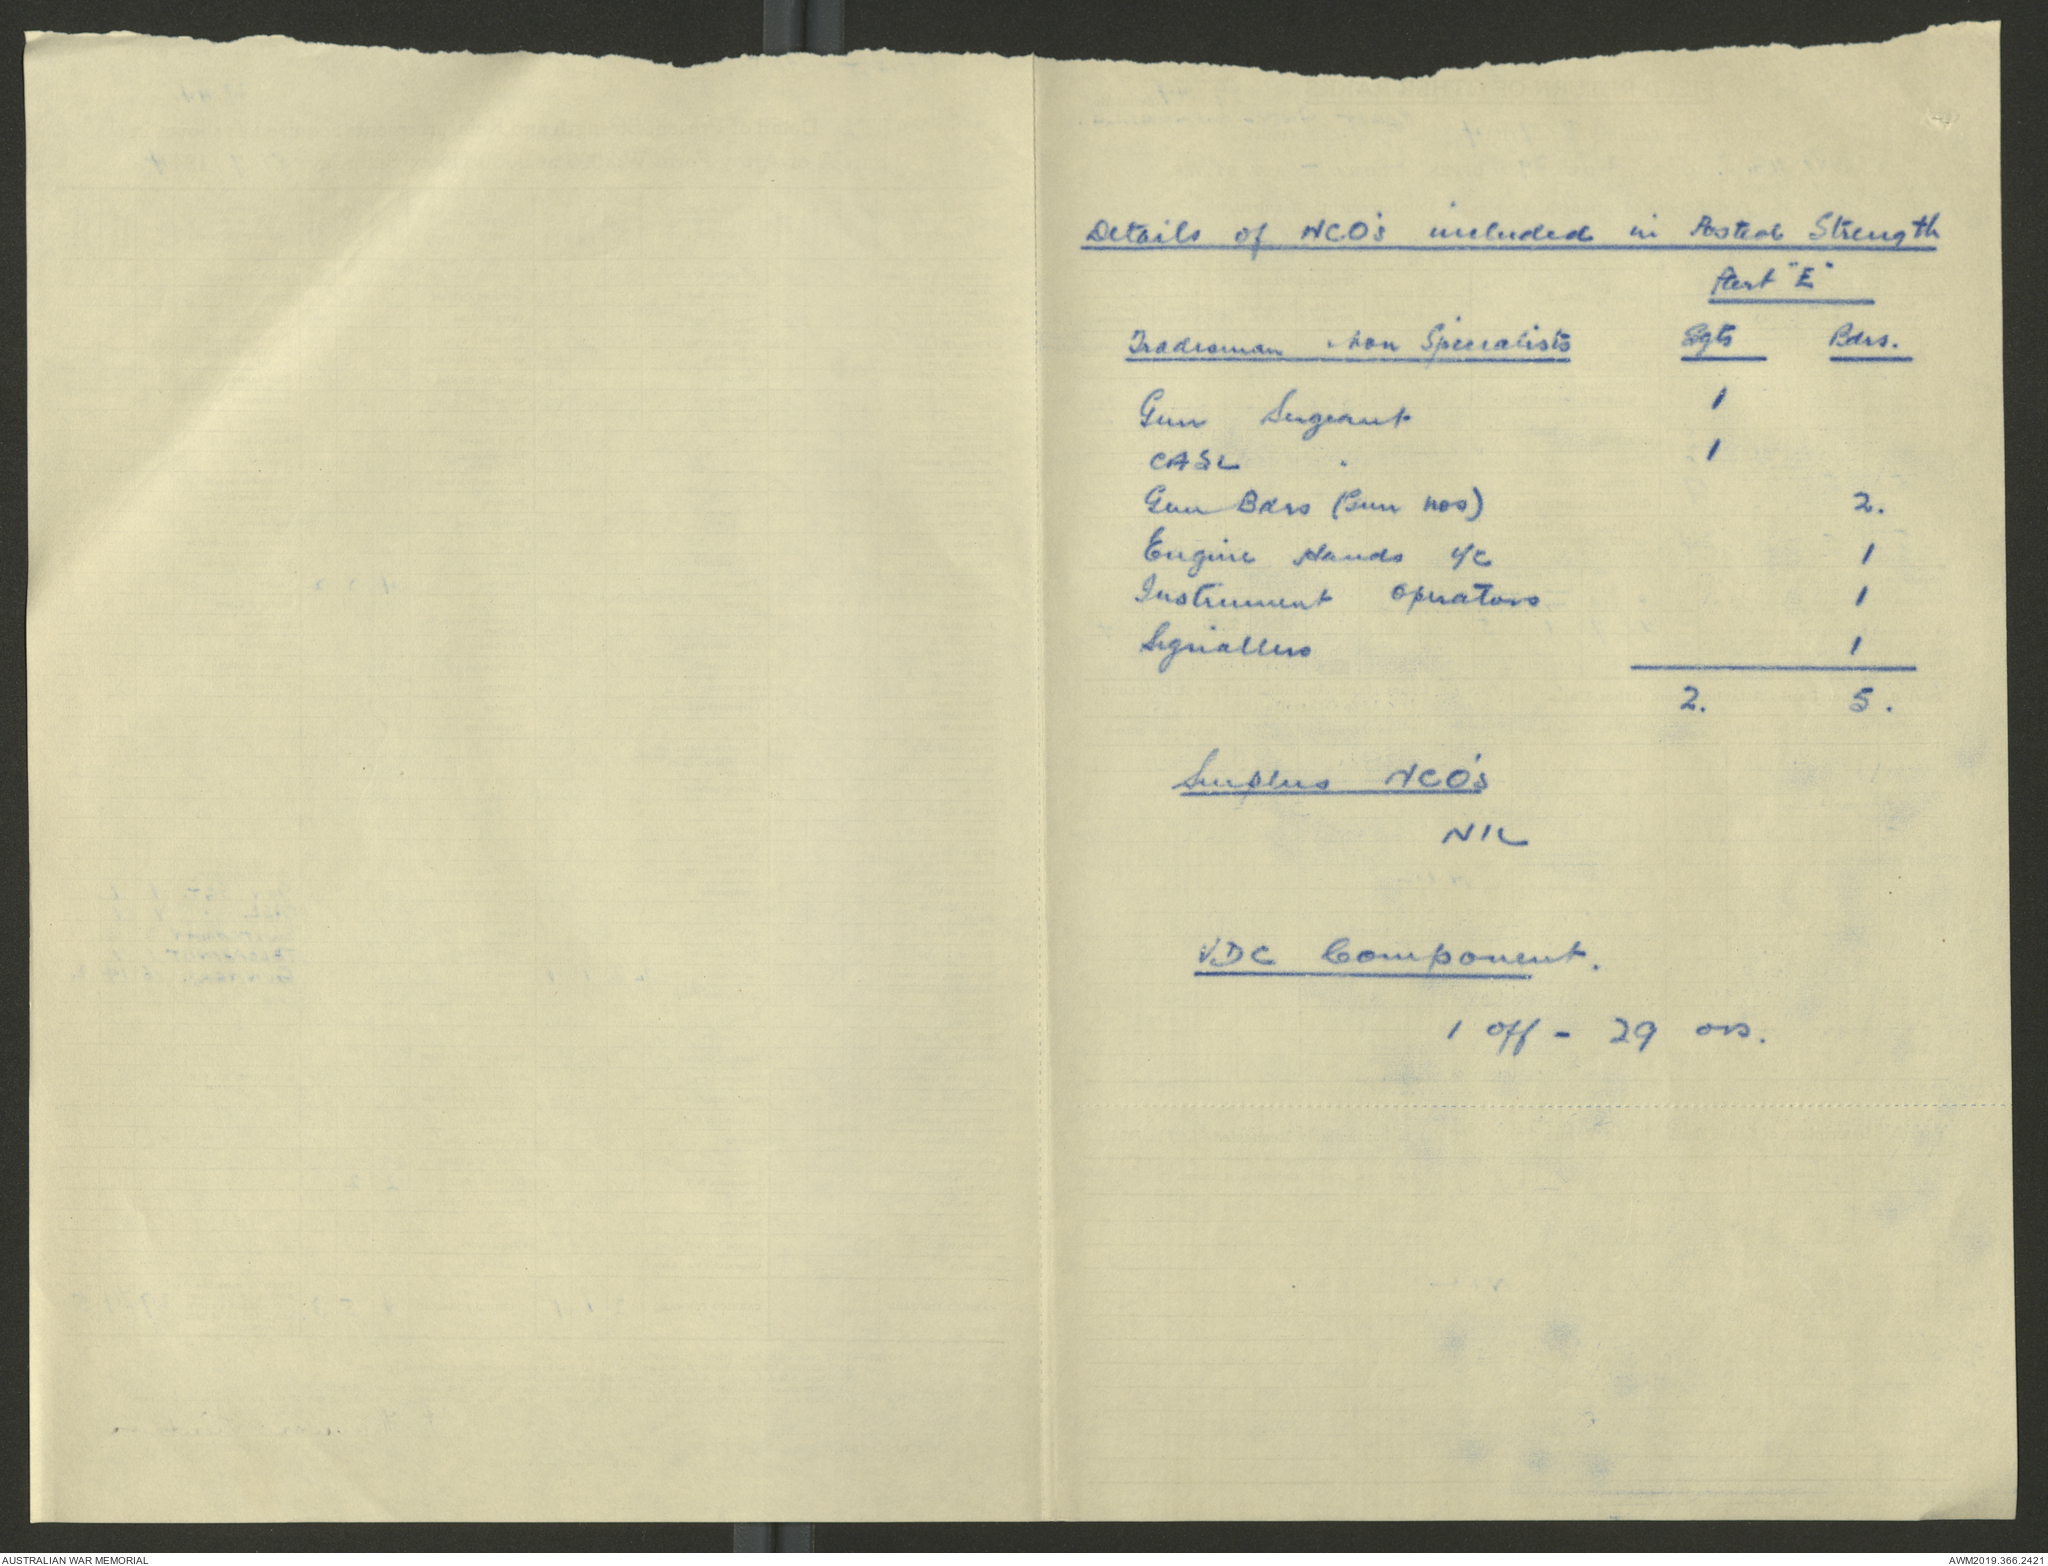 Details of NCO's included in Posted Strength
Part "E"
Tradesman Non Specialists Sgts Bdrs.
Gun Sergeant 1
CASL " 1
Gun Bdrs (Gun nos) 2.
Engine Hands i/c 1
Instrument Operators 1
Signallers 1
2. 5.
Surplus NCO's
NIL
VDC Component.
1 Off - 29 ors.
AUSTRALIAN WAR MEMORIAL
AWM2019.366.2421